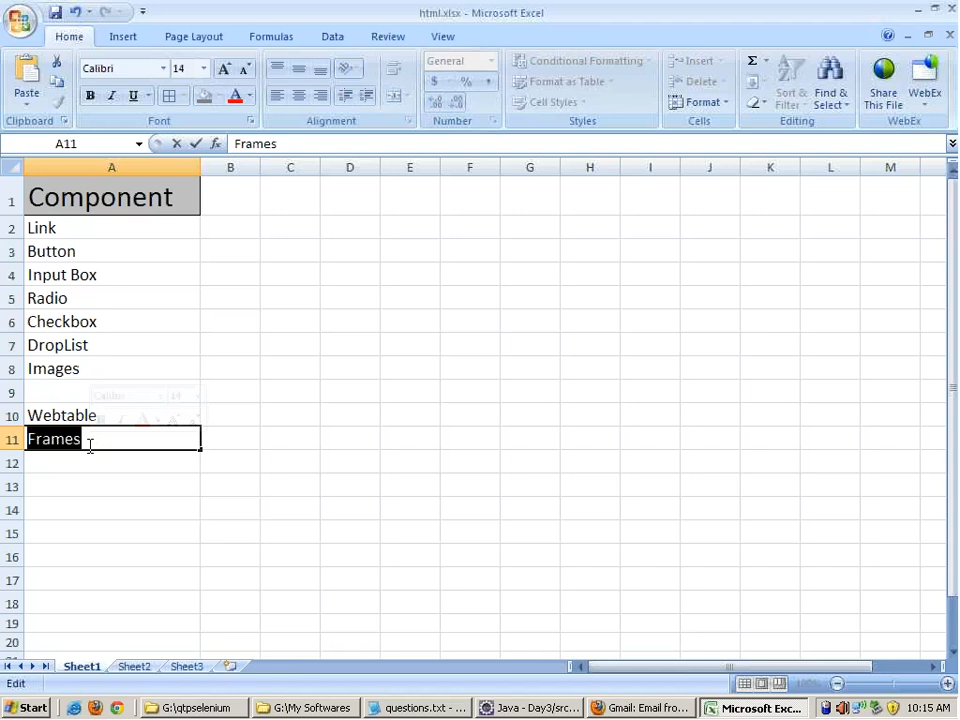 html.xlsx - Microsoft Excel
Home Insert Page Layout Formulas Data Review View
Paste
Calibri 14 A A
B I U A
General
$ % ,
Conditional Formatting
Format as Table
Cell Styles
Insert
Delete
Format
Σ
Sort & Filter
Find & Select
Share This File
WebEx
Clipboard Font Alignment Number Styles Cells Editing WebEx
A11 fx Frames
A B C D E F G H I J K L M
1 Component
2 Link
3 Button
4 Input Box
5 Radio
6 Checkbox
7 DropList
8 Images
9
10 Webtable
11 Frames
12
13
14
15
16
17
18
19
20
Sheet1 Sheet2 Sheet3
Edit 100%
Start G:\qtpselenium G:\My Softwares questions.txt - ... Java - Day3/src... Gmail: Email fro... Microsoft Exc... 10:15 AM